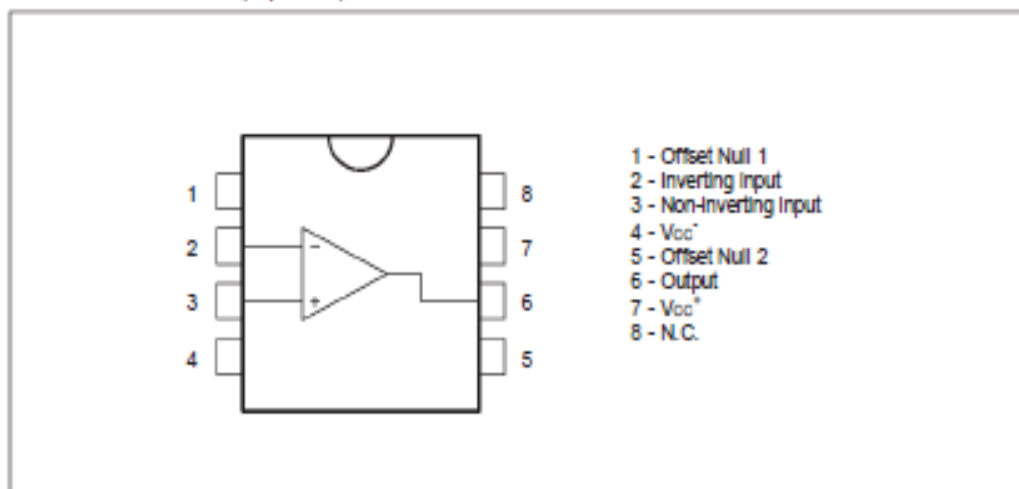 1
2
3
4
8
7
6
5
-
+
1 - Offset Null 1
2 - Inverting Input
3 - Non-inverting Input
4 - Vcc-
5 - Offset Null 2
6 - Output
7 - Vcc+
8 - N.C.